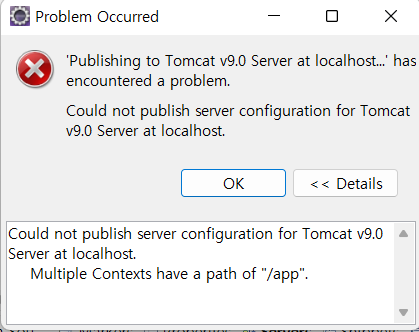 Problem Occurred
'Publishing to Tomcat v9.0 Server at localhost...' has
encountered a problem.
Could not publish server configuration for Tomcat
v9.0 Server at localhost.
OK
<< Details
Could not publish server configuration for Tomcat v9.0
Server at localhost.
Multiple Contexts have a path of "/app".